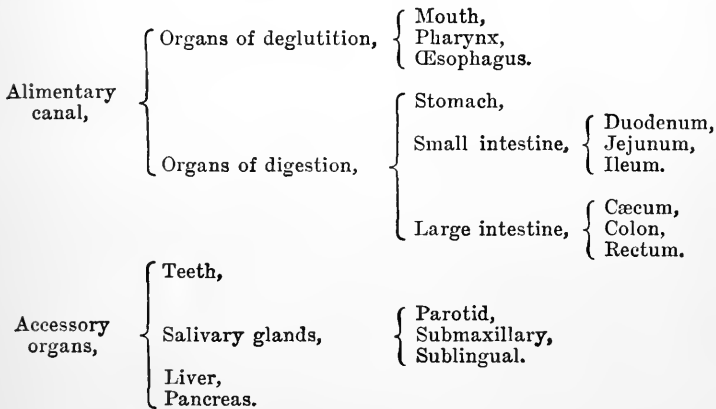 Alimentary
canal,
Organs of deglutition,
Mouth,
Pharynx,
Œsophagus.
Organs of digestion,
Stomach,
Small intestine,
Duodenum,
Jejunum,
Ileum.
Large intestine,
Cæcum,
Colon,
Rectum.
Accessory
organs,
Teeth,
Salivary glands,
Parotid,
Submaxillary,
Sublingual.
Liver,
Pancreas.